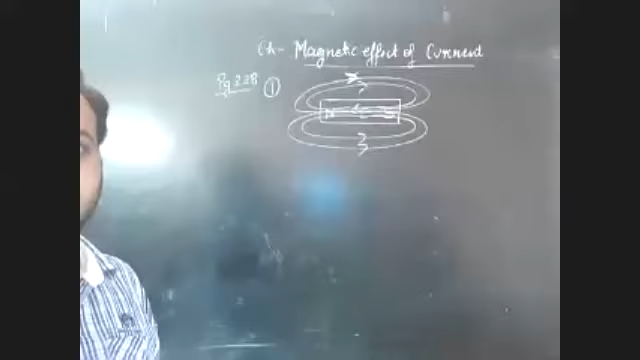 Ch- Magnetic effect of Current
Pg 228 ①
N S